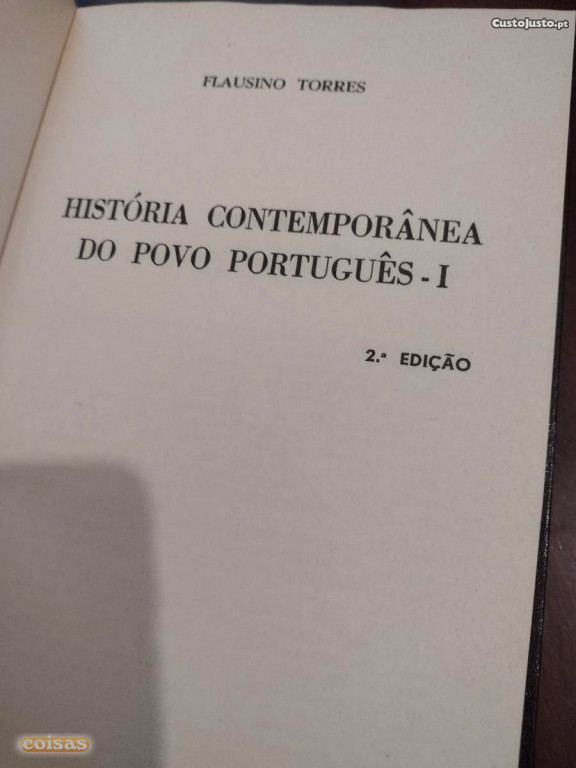 CustoJusto.pt
FLAUSINO TORRES
HISTÓRIA CONTEMPORÂNEA
DO POVO PORTUGUÊS - I
2.ª EDIÇÃO
coisas